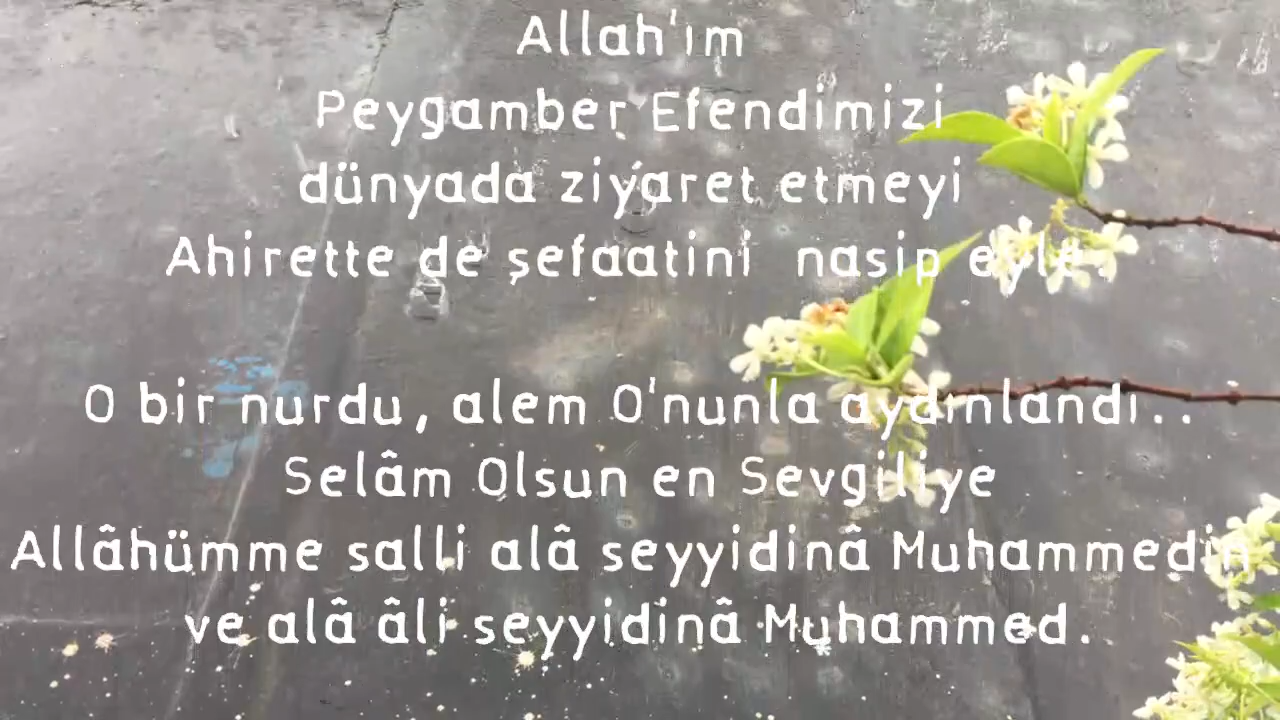 Allah'ım
Peygamber Efendimizi
dünyada ziyaret etmeyi
Ahirette de şefaatini nasip eyle.
O bir nurdu, alem O'nunla aydınlandı..
Selâm Olsun en Sevgiliye
Allâhümme salli alâ seyyidinâ Muhammedin
ve alâ âli seyyidinâ Muhammed.